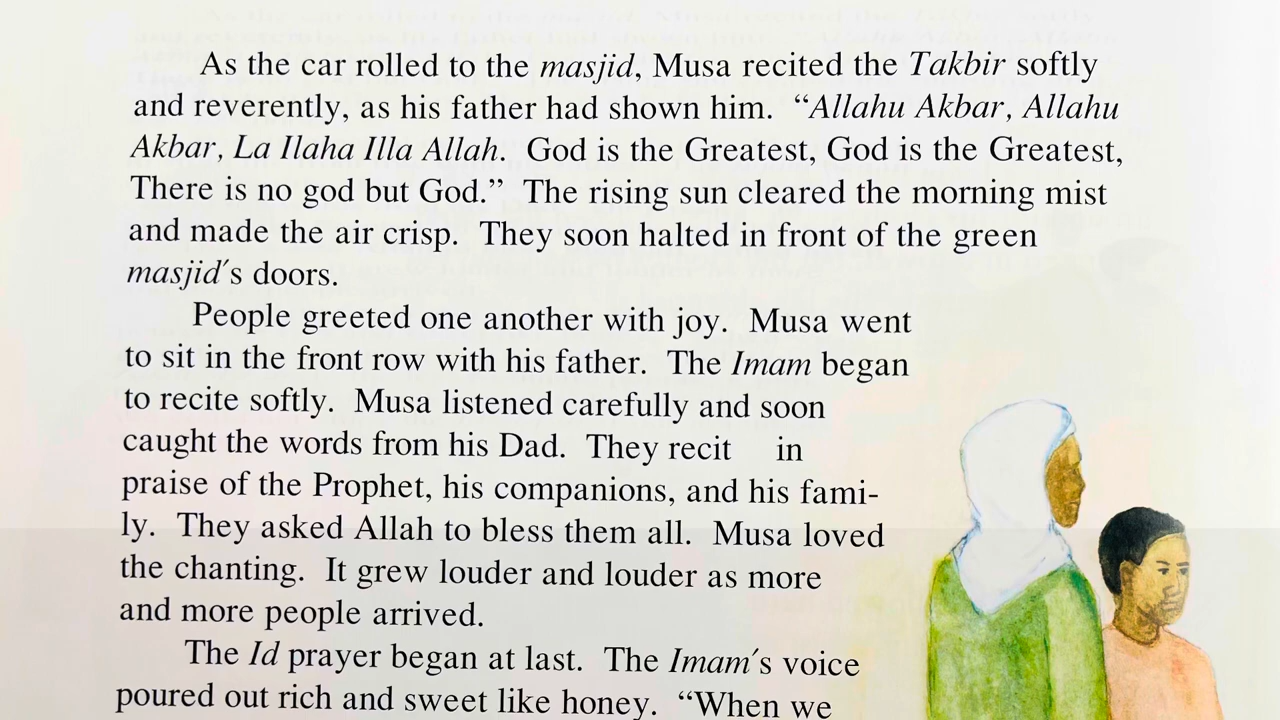 As the car rolled to the masjid, Musa recited the Takbir softly
and reverently, as his father had shown him. “Allahu Akbar, Allahu
Akbar, La Ilaha Illa Allah. God is the Greatest, God is the Greatest,
There is no god but God.” The rising sun cleared the morning mist
and made the air crisp. They soon halted in front of the green
masjid′s doors.
People greeted one another with joy. Musa went
to sit in the front row with his father. The Imam began
to recite softly. Musa listened carefully and soon
caught the words from his Dad. They recit in
praise of the Prophet, his companions, and his fami-
ly. They asked Allah to bless them all. Musa loved
the chanting. It grew louder and louder as more
and more people arrived.
The Id prayer began at last. The Imam′s voice
poured out rich and sweet like honey. “When we